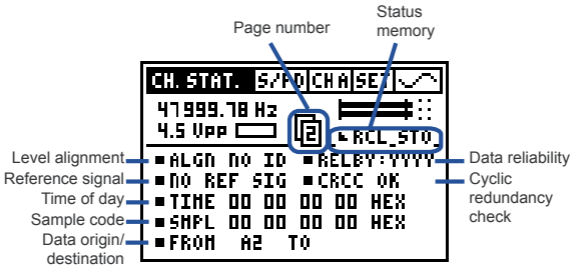 Page number
Status memory
CH. STAT. S/PD CH A SET
47999.78 Hz
4.5 Vpp
2
RCL_STO
Level alignment
ALGN NO ID RELBY:YYYY
Data reliability
Reference signal
NO REF SIG CRCC OK
Cyclic redundancy check
Time of day
TIME 00 00 00 00 HEX
Sample code
SMPL 00 00 00 00 HEX
Data origin/ destination
FROM A2 TO